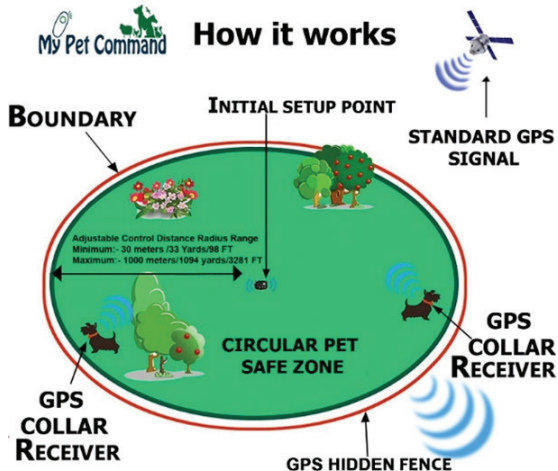 My Pet Command
How it works
INITIAL SETUP POINT
BOUNDARY
STANDARD GPS
SIGNAL
Adjustable Control Distance Radius Range
Minimum:- 30 meters /33 Yards/98 FT
Maximum:- 1000 meters/1094 yards/3281 FT
CIRCULAR PET
SAFE ZONE
GPS
COLLAR
RECEIVER
GPS
COLLAR
RECEIVER
GPS HIDDEN FENCE